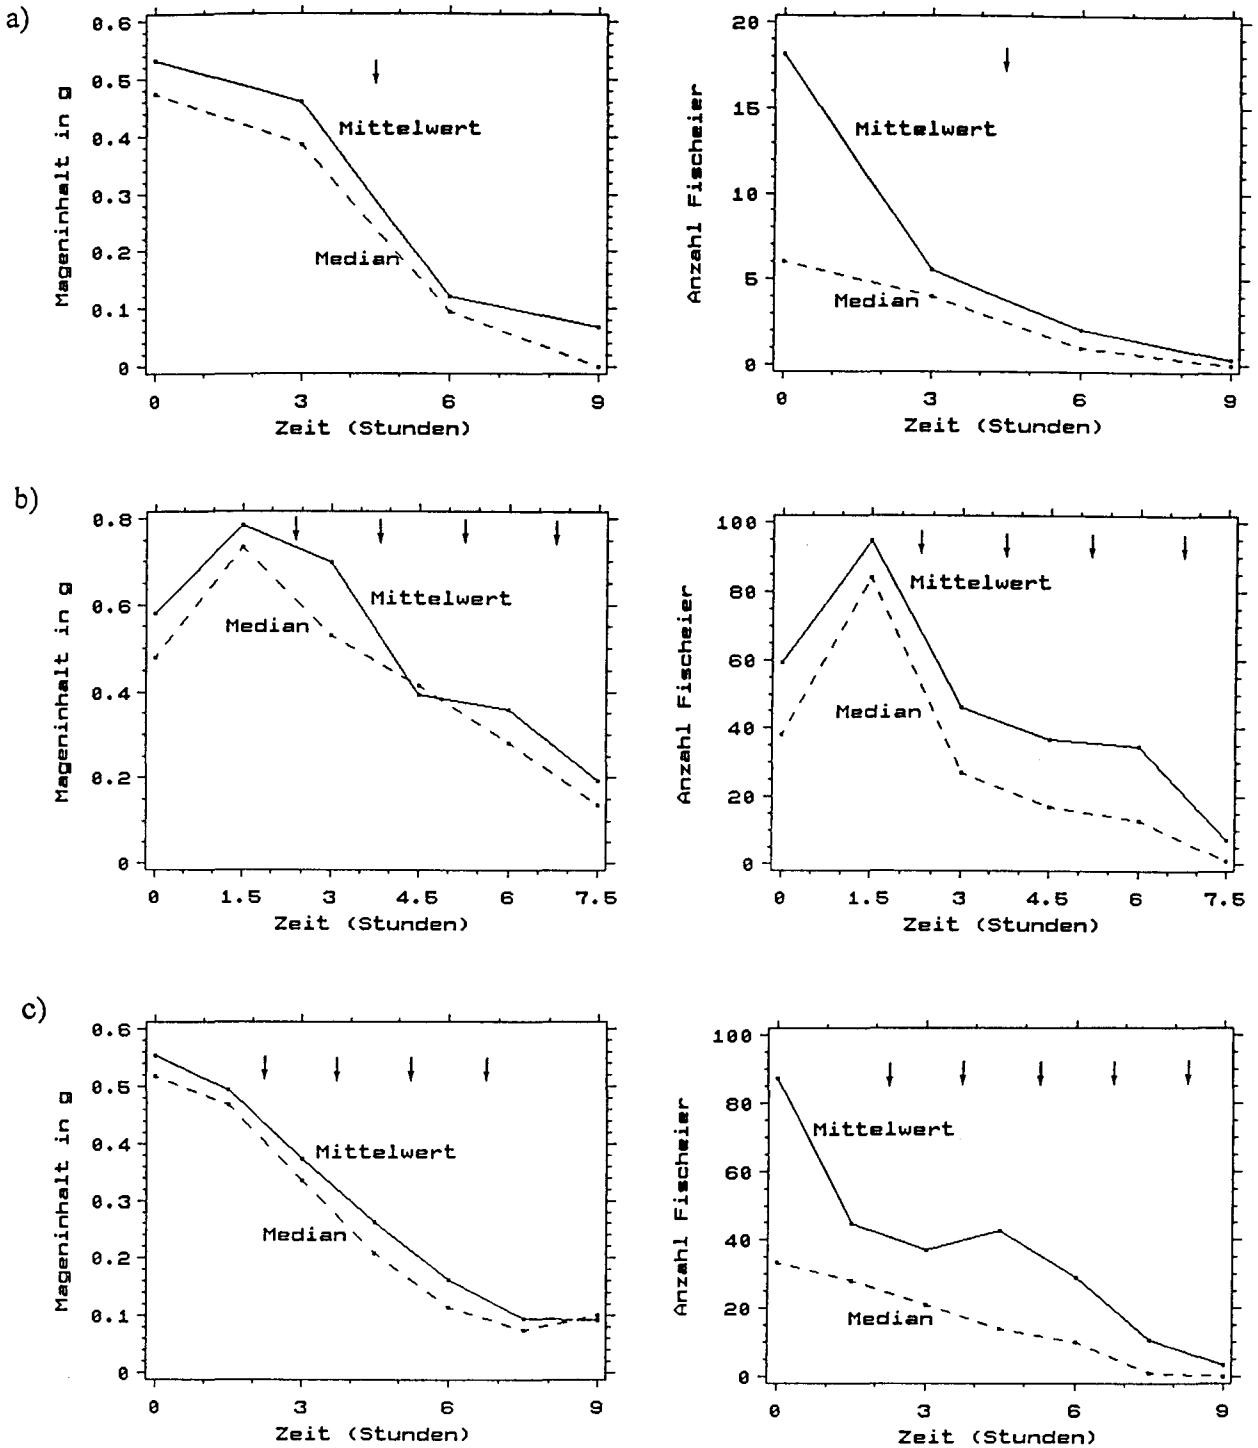 a)
0.6
0.5
0.4
0.3
0.2
0.1
0
Mageninhalt in g
Mittelwert
Median
0 3 6 9
Zeit (Stunden)
20
15
10
5
0
Anzahl Fischeier
Mittelwert
Median
0 3 6 9
Zeit (Stunden)
b)
0.8
0.6
0.4
0.2
0
Mageninhalt in g
Mittelwert
Median
0 1.5 3 4.5 6 7.5
Zeit (Stunden)
100
80
60
40
20
0
Anzahl Fischeier
Mittelwert
Median
0 1.5 3 4.5 6 7.5
Zeit (Stunden)
c)
0.6
0.5
0.4
0.3
0.2
0.1
0
Mageninhalt in g
Mittelwert
Median
0 3 6 9
Zeit (Stunden)
100
80
60
40
20
0
Anzahl Fischeier
Mittelwert
Median
0 3 6 9
Zeit (Stunden)